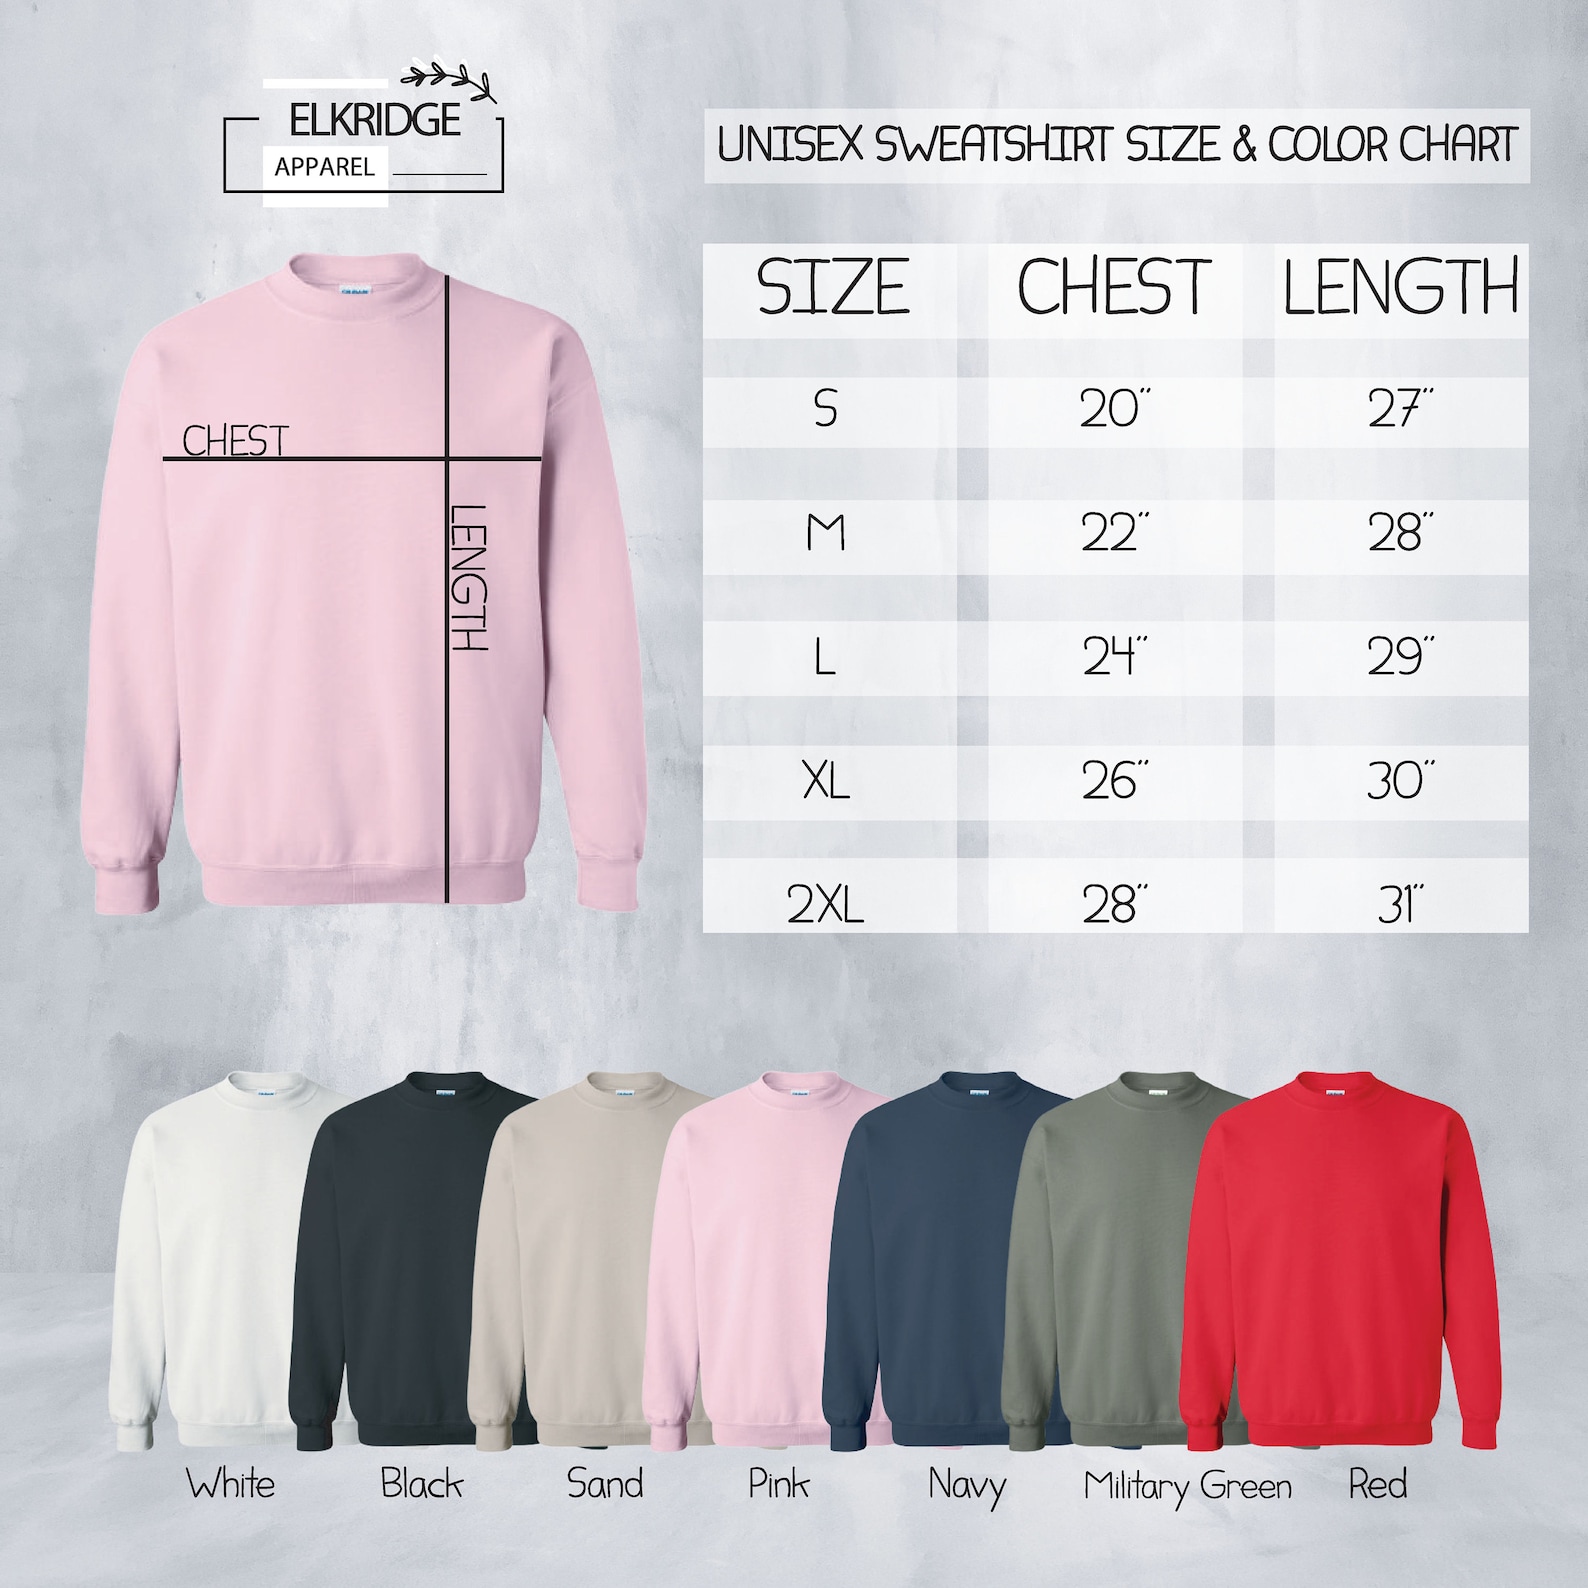 ELKRIDGE
APPAREL
UNISEX SWEATSHIRT SIZE & COLOR CHART
SIZE CHEST LENGTH
S 20" 27"
M 22" 28"
L 24" 29"
XL 26" 30"
2XL 28" 31"
CHEST
LENGTH
White Black Sand Pink Navy Military Green Red